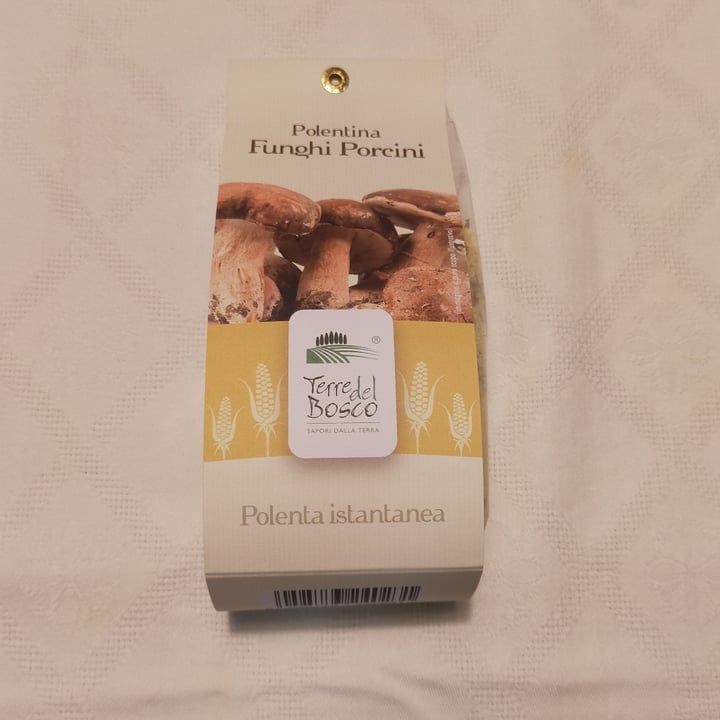 Polentina
Funghi Porcini
®
Terre del
Bosco
SAPORI DALLA TERRA
Polenta istantanea